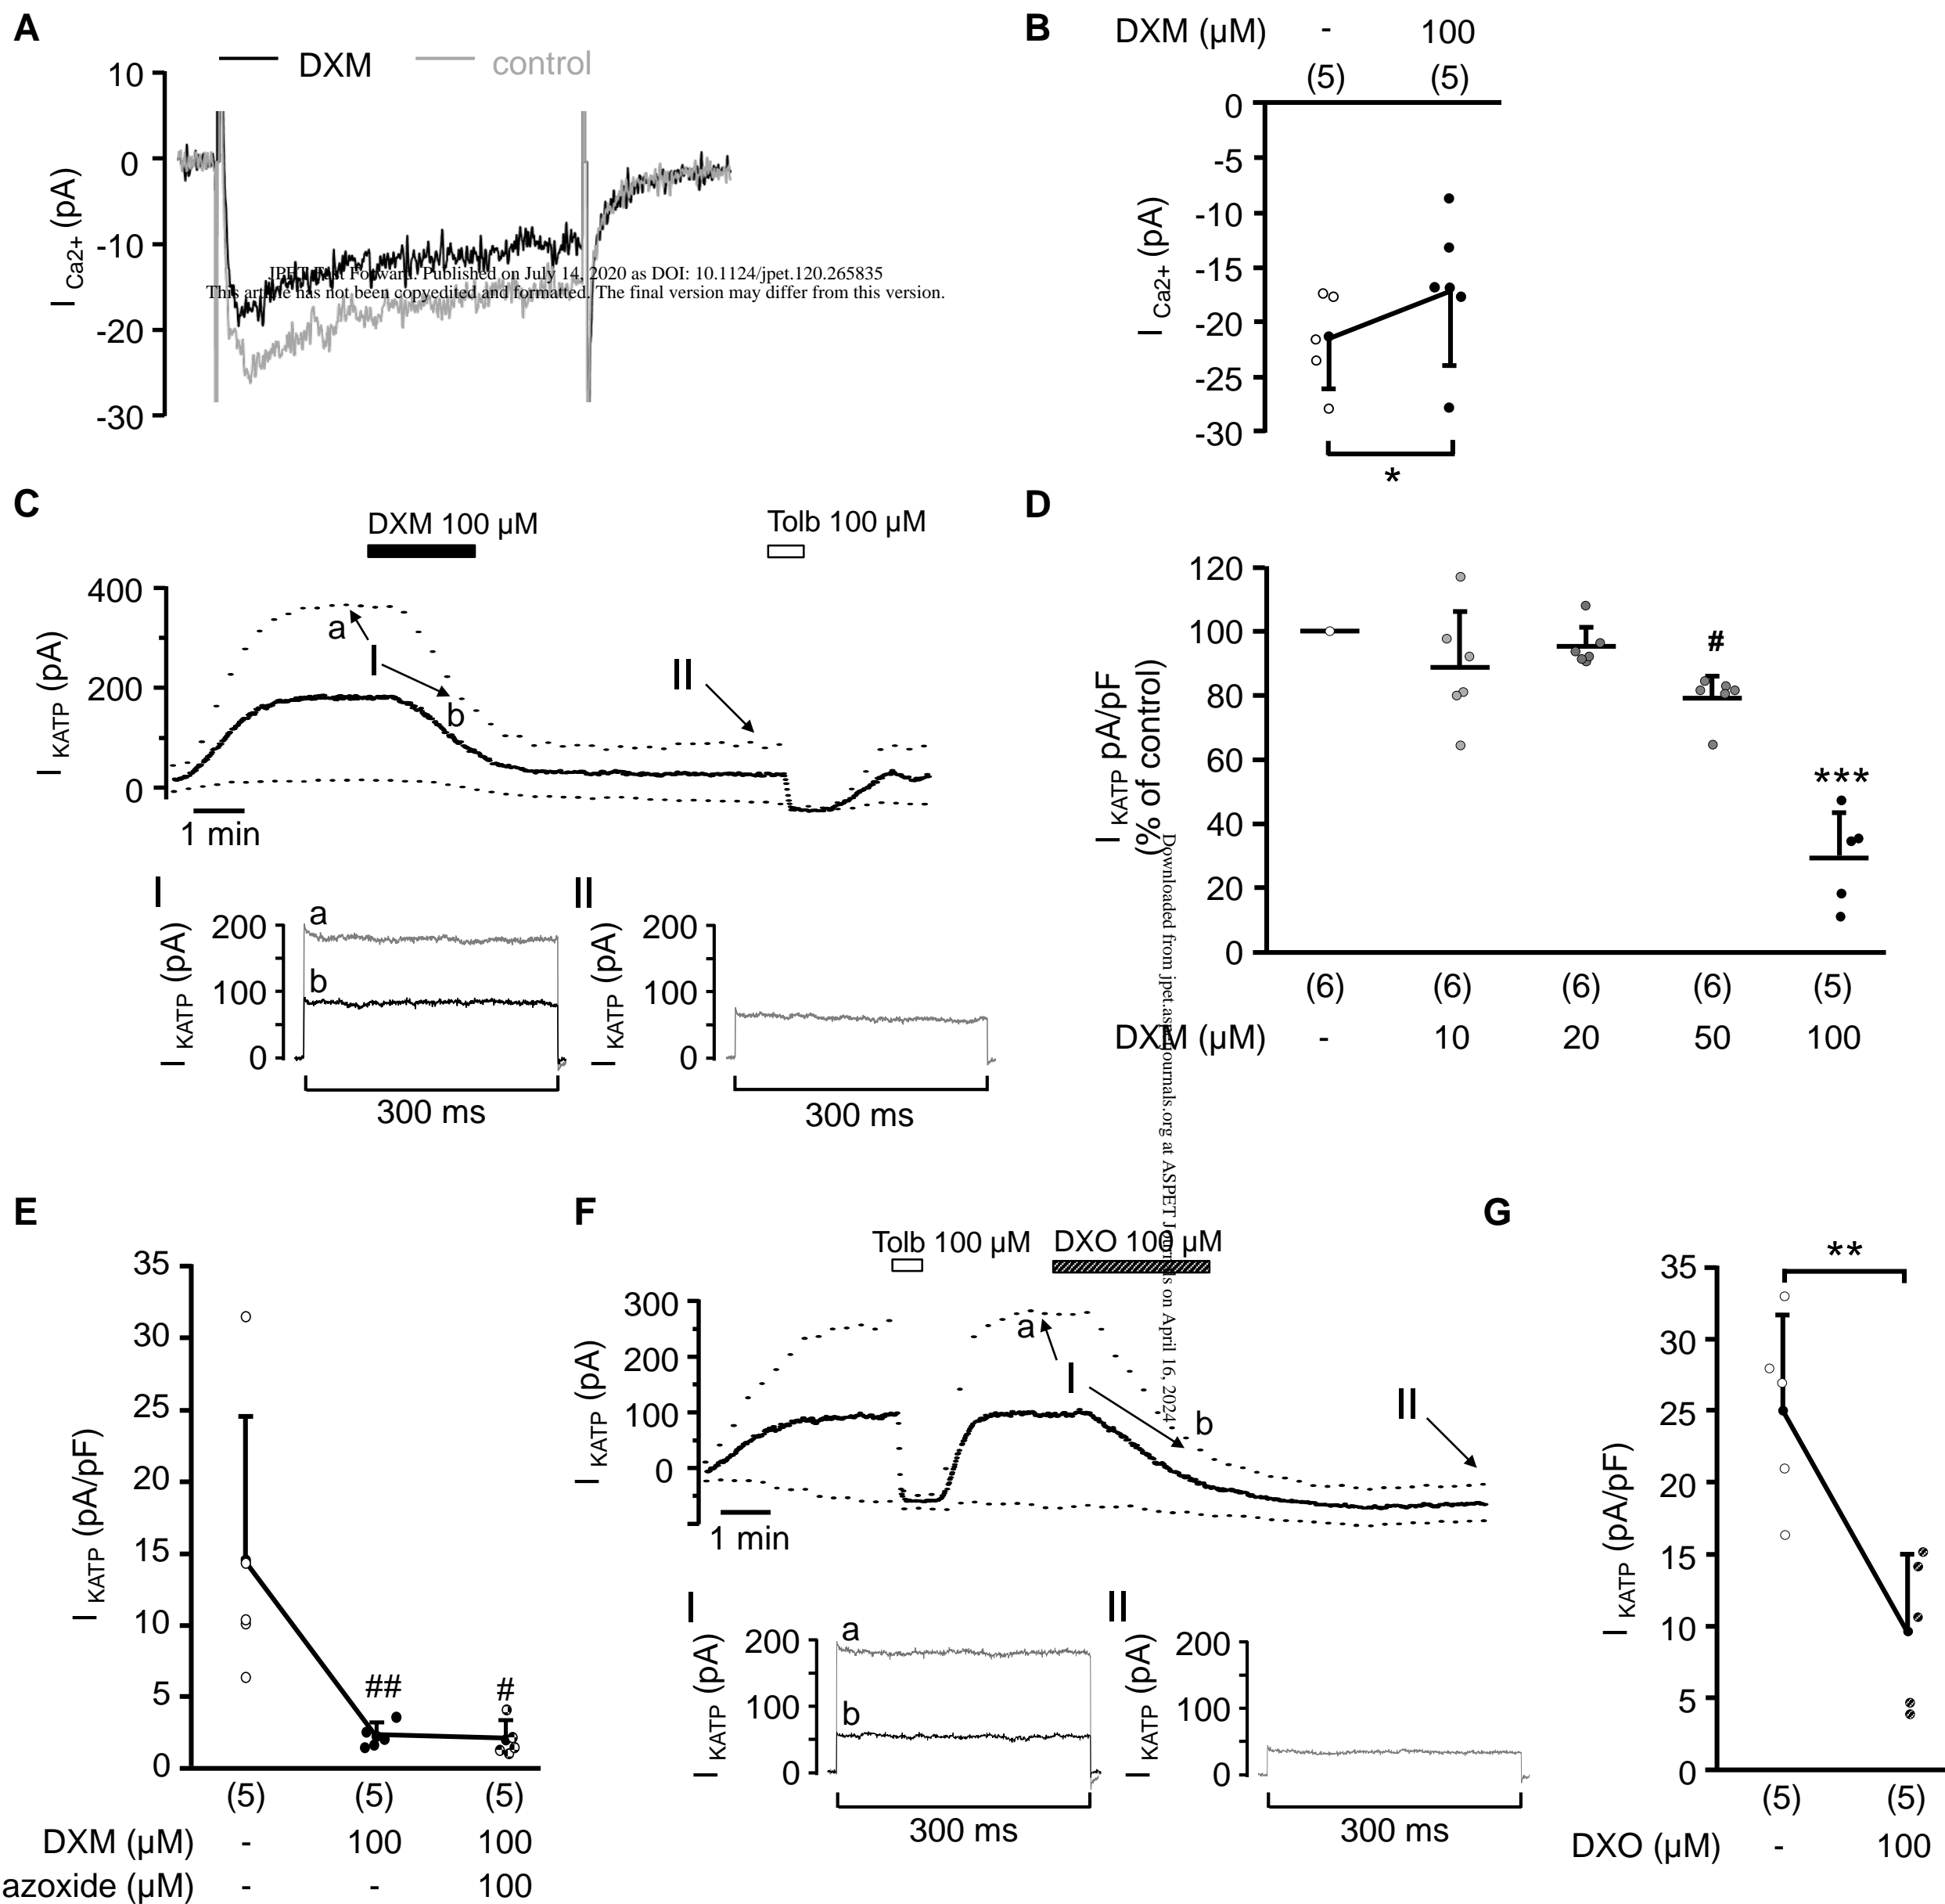 A
DXM control
10
0
-10
-20
-30
I Ca2+ (pA)
B
DXM (µM) - 100
(5) (5)
0
-5
-10
-15
-20
-25
-30
I Ca2+ (pA)
*
JPET Fast Forward. Published on July 14, 2020 as DOI: 10.1124/jpet.120.265835
This article has not been copyedited and formatted. The final version may differ from this version.
C
DXM 100 µM
Tolb 100 µM
400
200
0
I KATP (pA)
a
I
b
II
1 min
I
200
100
0
I KATP (pA)
a
b
300 ms
II
200
100
0
I KATP (pA)
300 ms
D
120
100
80
60
40
20
0
I KATP pA/pF
(% of control)
#
***
(6) (6) (6) (6) (5)
DXM (µM) - 10 20 50 100
Downloaded from jpet.aspetjournals.org at ASPET Journals on April 16, 2024
E
35
30
25
20
15
10
5
0
I KATP (pA/pF)
##
#
(5) (5) (5)
DXM (µM) - 100 100
azoxide (µM) - - 100
F
Tolb 100 µM
DXO 100 µM
300
200
100
0
I KATP (pA)
a
I
b
II
1 min
I
200
100
0
I KATP (pA)
a
b
300 ms
II
200
100
0
I KATP (pA)
300 ms
G
**
35
30
25
20
15
10
5
0
I KATP (pA/pF)
(5) (5)
DXO (µM) - 100